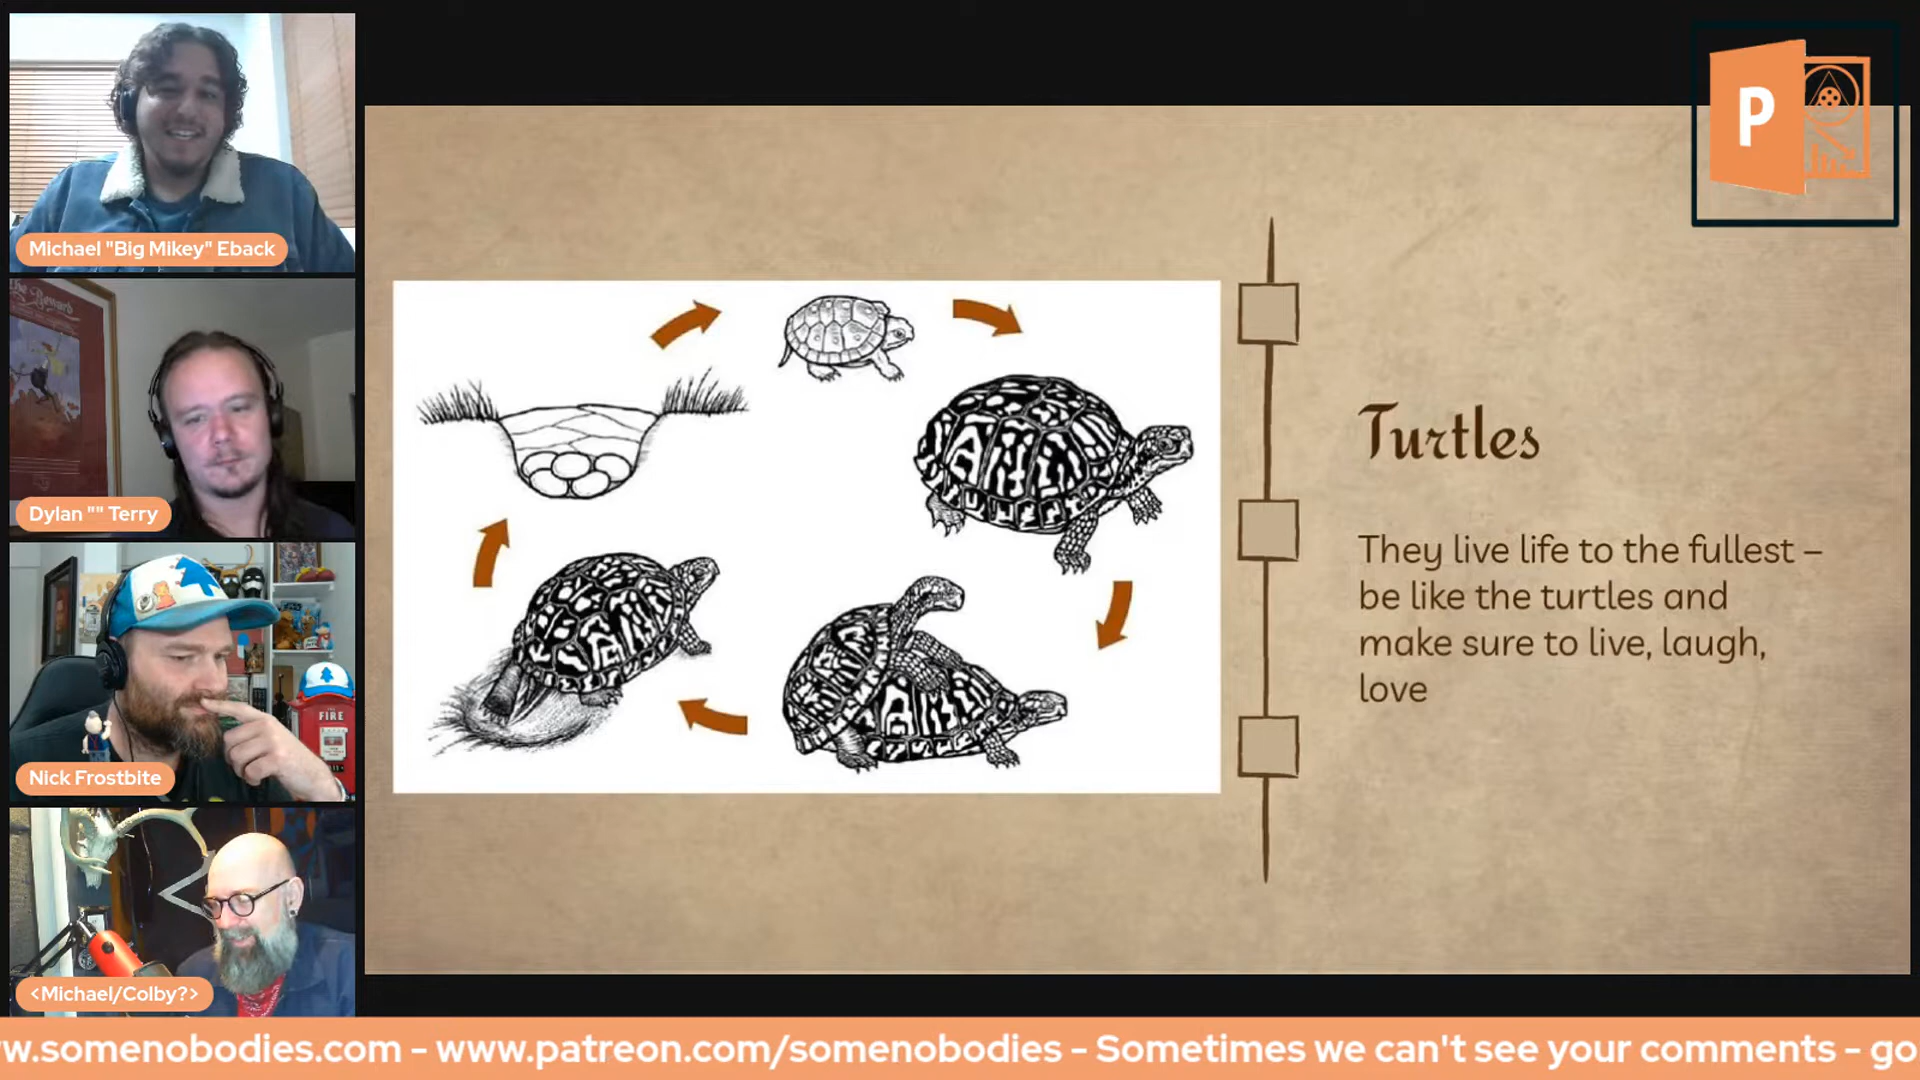 The Reward
Michael "Big Mikey" Eback
Dylan "" Terry
FIRE
Nick Frostbite
<Michael/Colby?>
P
Turtles
They live life to the fullest –
be like the turtles and
make sure to live, laugh,
love
w.somenobodies.com - www.patreon.com/somenobodies - Sometimes we can't see your comments - go